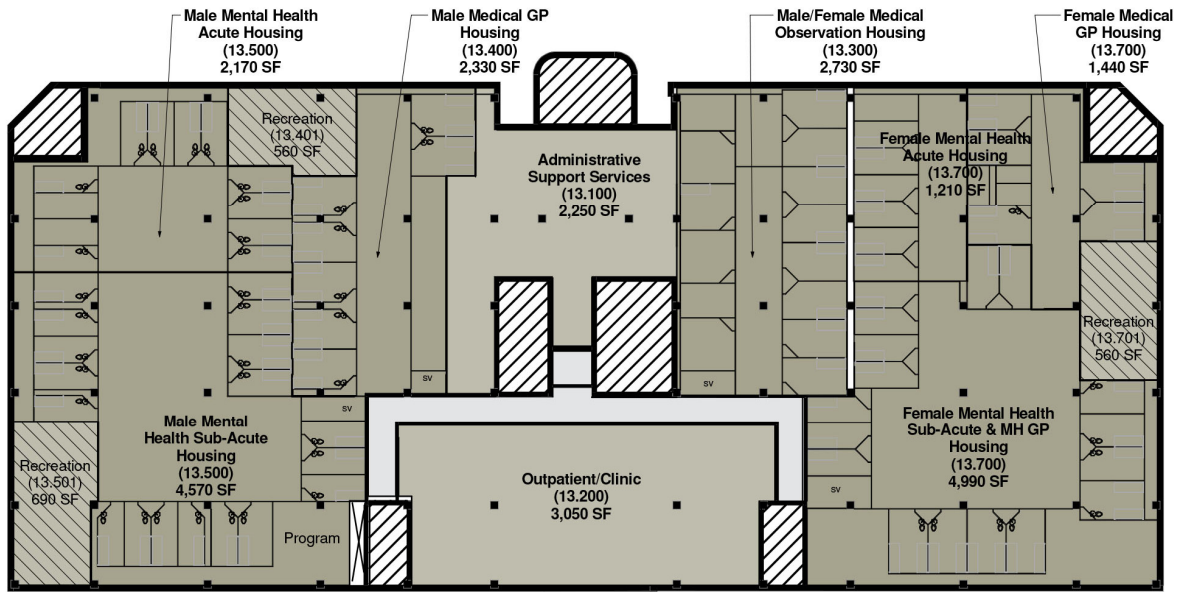 Male Mental Health
Acute Housing
(13.500)
2,170 SF
Male Medical GP
Housing
(13.400)
2,330 SF
Male/Female Medical
Observation Housing
(13.300)
2,730 SF
Female Medical
GP Housing
(13.700)
1,440 SF
Recreation
(13.401)
560 SF
Administrative
Support Services
(13.100)
2,250 SF
Female Mental Health
Acute Housing
(13.700)
1,210 SF
Recreation
(13.701)
560 SF
SV
SV
SV
SV
Male Mental
Health Sub-Acute
Housing
(13.500)
4,570 SF
Recreation
(13.501)
690 SF
Program
Outpatient/Clinic
(13.200)
3,050 SF
Female Mental Health
Sub-Acute & MH GP
Housing
(13.700)
4,990 SF